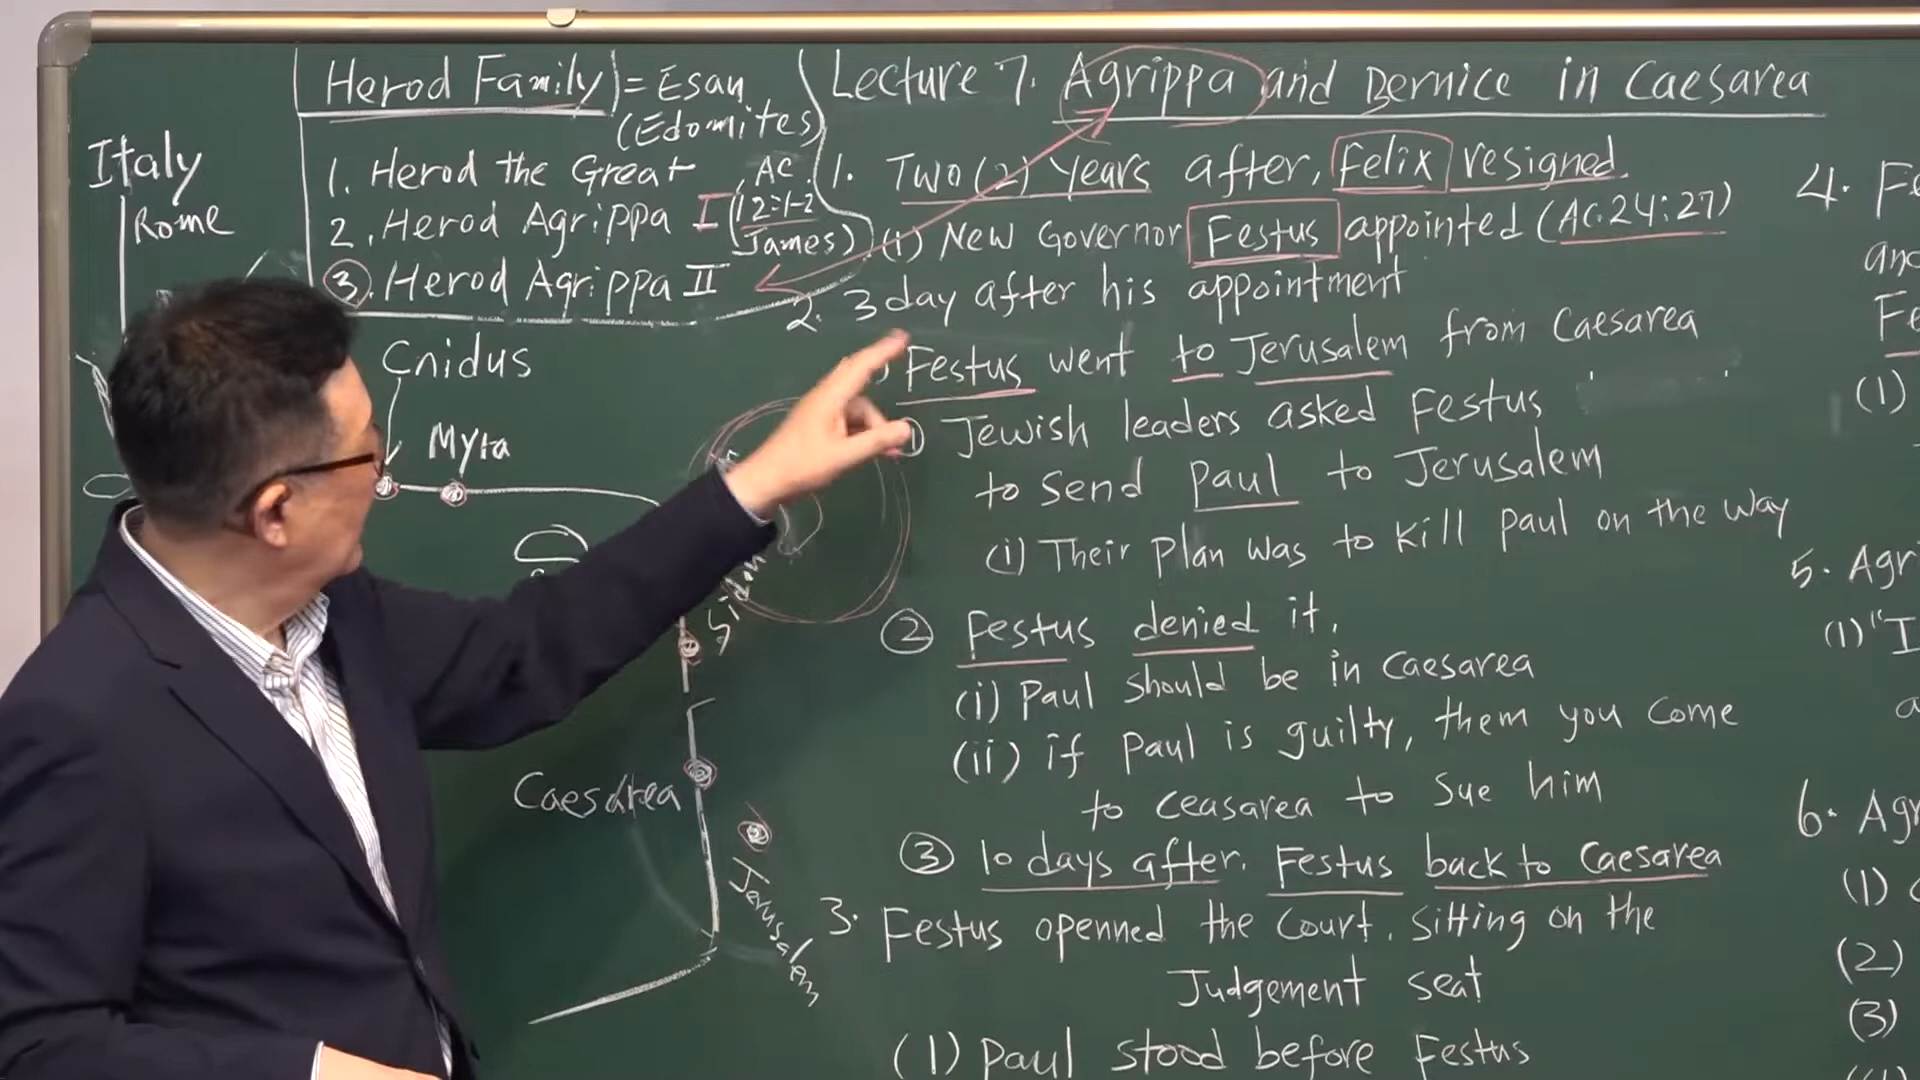 Herod Family = Esau
(Edomites)
1. Herod the Great
2. Herod Agrippa I (AC. 12:1-2 James)
3. Herod Agrippa II
Italy
Rome
Cnidus
Myra
Sidon
Caesarea
Jerusalem
Lecture 7. Agrippa and Bernice in Caesarea
1. Two (2) Years after, Felix resigned.
(1) New Governor Festus appointed (AC. 24:27)
2. 3 day after his appointment
Festus went to Jerusalem from Caesarea
① Jewish leaders asked Festus
to send Paul to Jerusalem
(i) Their Plan was to kill Paul on the way
② Festus denied it.
(i) Paul should be in Caesarea
(ii) if Paul is guilty, them you come
to Ceasarea to sue him
③ 10 days after. Festus back to Caesarea
3. Festus openned the Court. Sitting on the
Judgement seat
(1) Paul stood before Festus
4. Fe
and
Fe
(1)
5. Agr
(1) "I
a
6. Ag
(1)
(2)
(3)